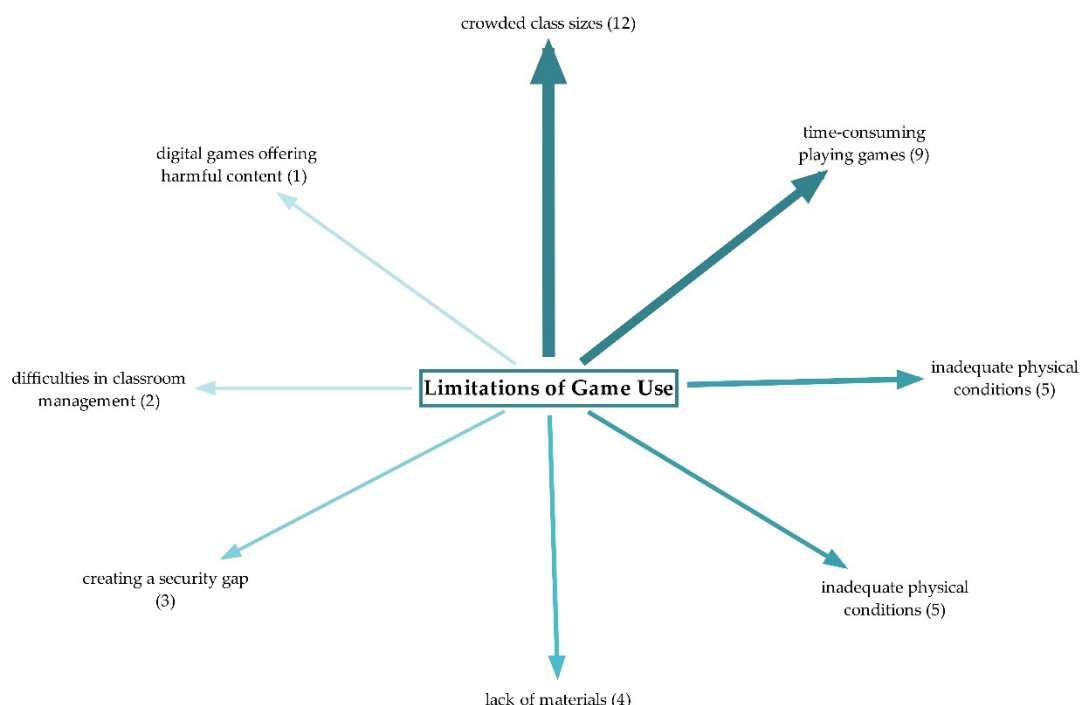 crowded class sizes (12)
time-consuming
playing games (9)
digital games offering
harmful content (1)
inadequate physical
conditions (5)
difficulties in classroom
management (2)
Limitations of Game Use
creating a security gap
(3)
inadequate physical
conditions (5)
lack of materials (4)